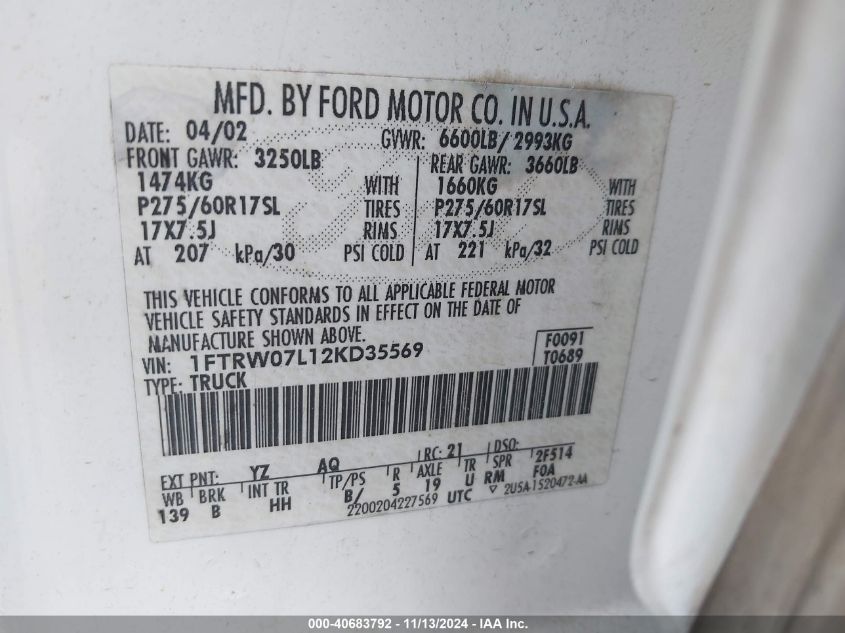 MFD. BY FORD MOTOR CO. IN U.S.A.
DATE: 04/02 GVWR: 6600LB/ 2993KG
FRONT GAWR: 3250LB REAR GAWR: 3660LB
1474KG WITH 1660KG WITH
P275/60R17SL TIRES P275/60R17SL TIRES
17X7.5J RIMS 17X7.5J RIMS
AT 207 kPa/30 PSI COLD AT 221 kPa/32 PSI COLD
THIS VEHICLE CONFORMS TO ALL APPLICABLE FEDERAL MOTOR
VEHICLE SAFETY STANDARDS IN EFFECT ON THE DATE OF
MANUFACTURE SHOWN ABOVE.
VIN: 1FTRW07L12KD35569 F0091
TYPE: TRUCK T0689
EXT PNT: YZ AQ RC: 21 DSO:
WB BRK INT TR TP/PS R AXLE TR SPR 2F514
139 B HH B/ 5 19 U RM F0A
2200204227569 UTC ▽ 2U5A-1520472-AA
000-40683792 - 11/13/2024 - IAA Inc.